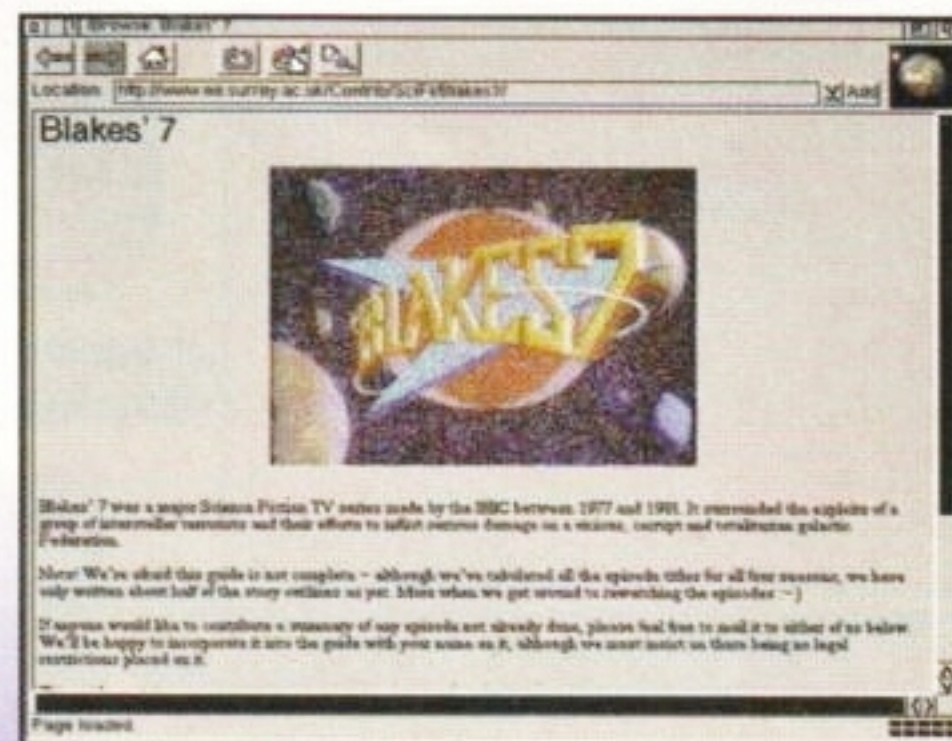 Browse: Blakes' 7
Location http://www.ee.surrey.ac.uk/Contrib/SciFi/Blakes7/ Add
Blakes' 7
BLAKES 7
Blakes' 7 was a major Science Fiction TV series made by the BBC between 1977 and 1981. It surrounded the exploits of a
group of interstellar terrorists and their efforts to inflict serious damage on a vicious, corrupt and totalitarian galactic
Federation.
Note! We're afraid this guide is not complete - although we've tabulated all the episode titles for all four seasons, we have
only written about half of the story outlines as yet. More when we get around to rewatching the episodes :-)
If anyone would like to contribute a summary of any episode not already done, please feel free to mail it to either of us below.
We'll be happy to incorporate it into the guide with your name on it, although we must insist on there being no legal
restrictions placed on it.
Page loaded